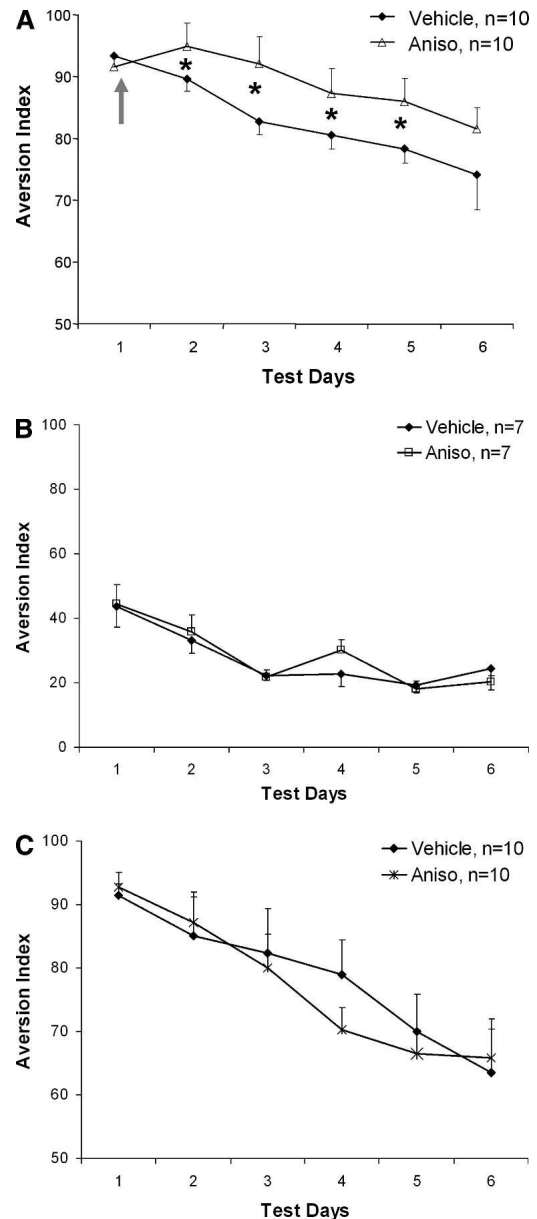 A
Vehicle, n=10
Aniso, n=10
100
90
80
70
60
50
Aversion Index
* * * *
1 2 3 4 5 6
Test Days
B
Vehicle, n=7
Aniso, n=7
100
80
60
40
20
0
Aversion Index
1 2 3 4 5 6
Test Days
C
Vehicle, n=10
Aniso, n=10
100
90
80
70
60
50
Aversion Index
1 2 3 4 5 6
Test Days